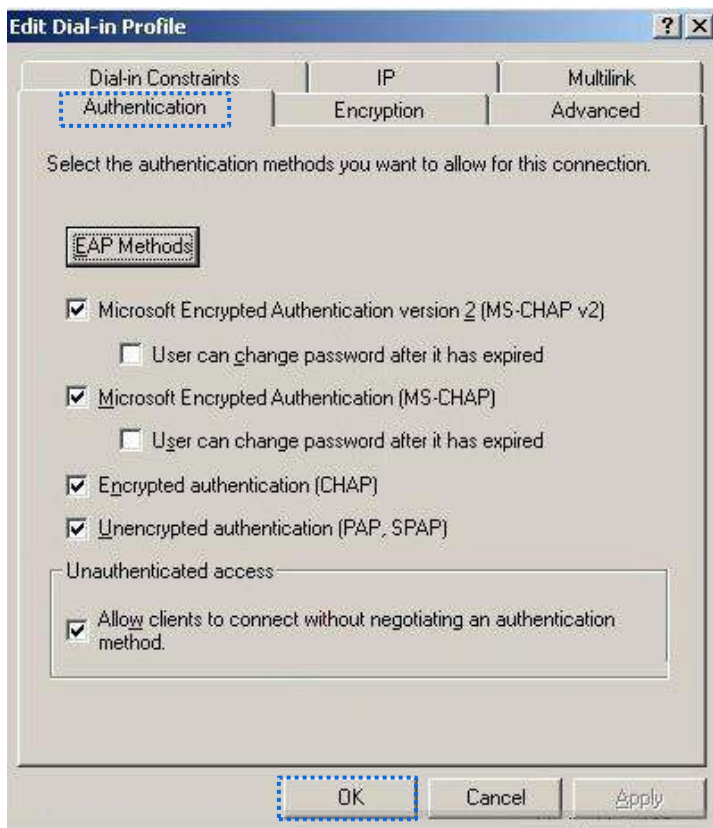 Edit Dial-in Profile
Dial-in Constraints IP Multilink
Authentication Encryption Advanced
Select the authentication methods you want to allow for this connection.
EAP Methods
Microsoft Encrypted Authentication version 2 (MS-CHAP v2)
User can change password after it has expired
Microsoft Encrypted Authentication (MS-CHAP)
User can change password after it has expired
Encrypted authentication (CHAP)
Unencrypted authentication (PAP, SPAP)
Unauthenticated access
Allow clients to connect without negotiating an authentication
method.
OK Cancel Apply